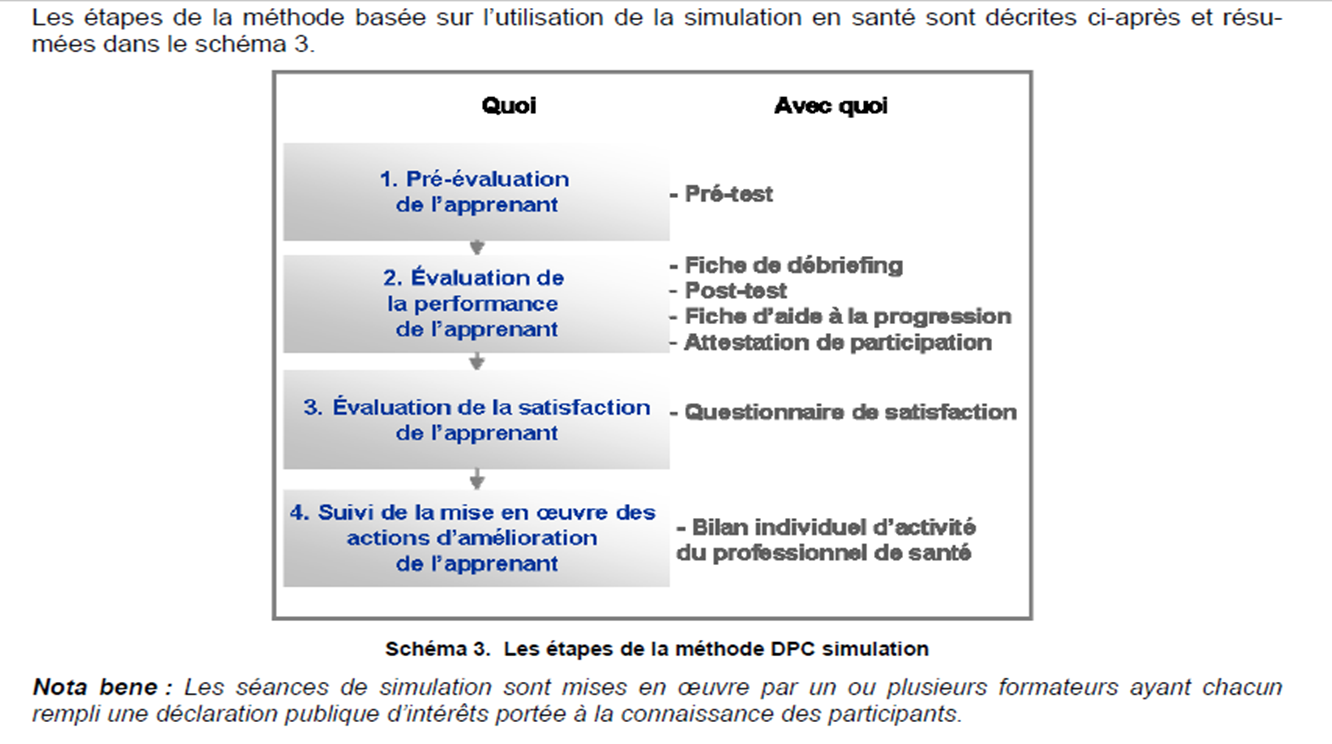 Les étapes de la méthode basée sur l’utilisation de la simulation en santé sont décrites ci-après et résu-
mées dans le schéma 3.
Quoi
Avec quoi
1. Pré-évaluation
de l’apprenant
- Pré-test
2. Évaluation de
la performance
de l’apprenant
- Fiche de débriefing
- Post-test
- Fiche d’aide à la progression
- Attestation de participation
3. Évaluation de la satisfaction
de l’apprenant
- Questionnaire de satisfaction
4. Suivi de la mise en œuvre des
actions d’amélioration
de l’apprenant
- Bilan individuel d’activité
du professionnel de santé
Schéma 3. Les étapes de la méthode DPC simulation
Nota bene : Les séances de simulation sont mises en œuvre par un ou plusieurs formateurs ayant chacun
rempli une déclaration publique d’intérêts portée à la connaissance des participants.